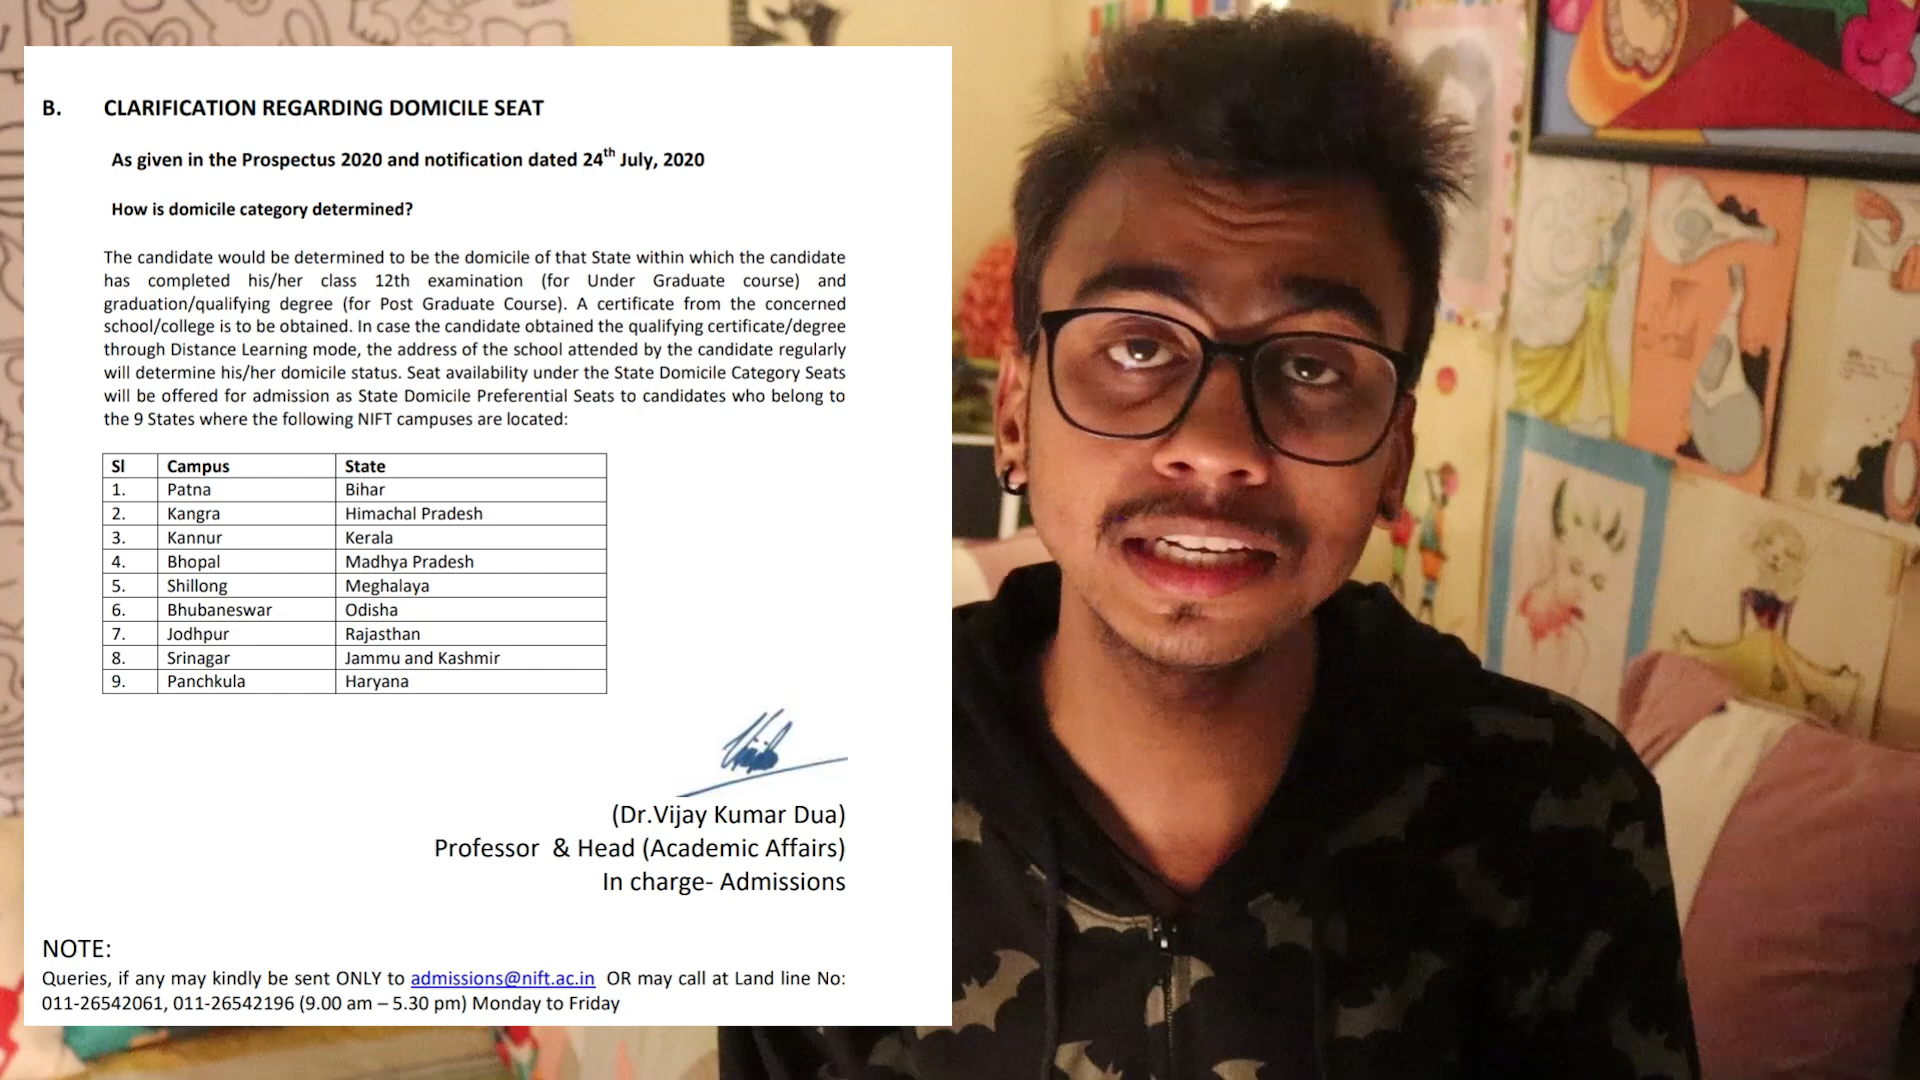 B. CLARIFICATION REGARDING DOMICILE SEAT
As given in the Prospectus 2020 and notification dated 24th July, 2020
How is domicile category determined?
The candidate would be determined to be the domicile of that State within which the candidate
has completed his/her class 12th examination (for Under Graduate course) and
graduation/qualifying degree (for Post Graduate Course). A certificate from the concerned
school/college is to be obtained. In case the candidate obtained the qualifying certificate/degree
through Distance Learning mode, the address of the school attended by the candidate regularly
will determine his/her domicile status. Seat availability under the State Domicile Category Seats
will be offered for admission as State Domicile Preferential Seats to candidates who belong to
the 9 States where the following NIFT campuses are located:
Sl Campus State
1. Patna Bihar
2. Kangra Himachal Pradesh
3. Kannur Kerala
4. Bhopal Madhya Pradesh
5. Shillong Meghalaya
6. Bhubaneswar Odisha
7. Jodhpur Rajasthan
8. Srinagar Jammu and Kashmir
9. Panchkula Haryana
(Dr.Vijay Kumar Dua)
Professor & Head (Academic Affairs)
In charge- Admissions
NOTE:
Queries, if any may kindly be sent ONLY to admissions@nift.ac.in OR may call at Land line No:
011-26542061, 011-26542196 (9.00 am – 5.30 pm) Monday to Friday